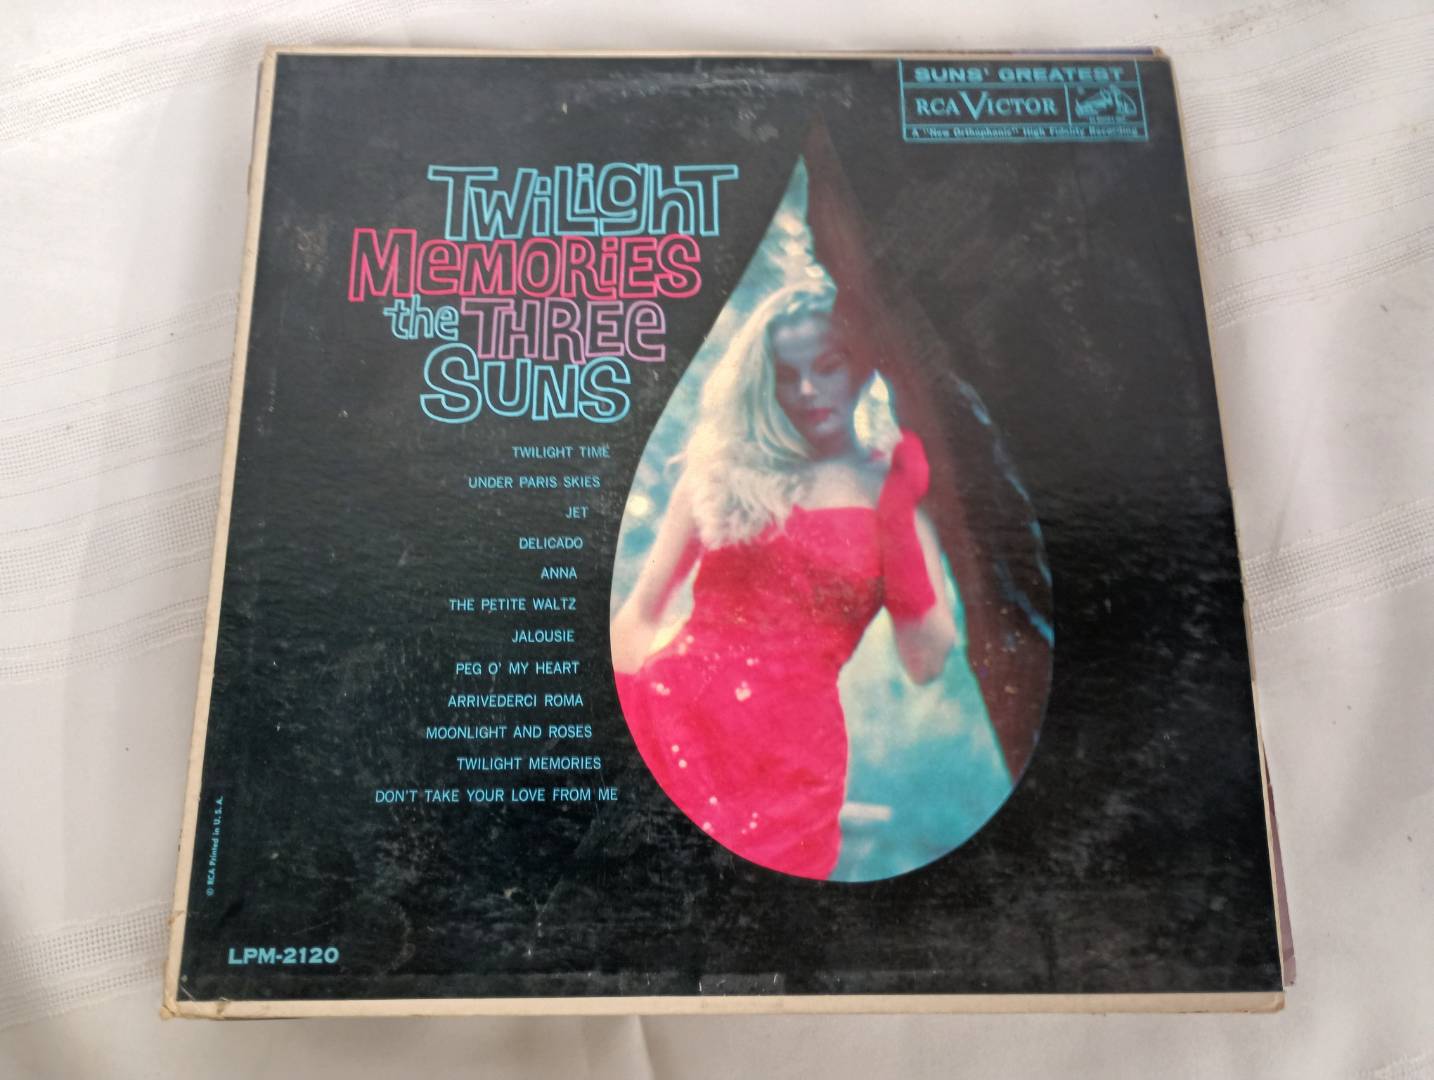 SUNS' GREATEST
RCA VICTOR
A "New Orthophonic" High Fidelity Recording
TWILIGHT
MEMORIES
the THREE
SUNS
TWILIGHT TIME
UNDER PARIS SKIES
JET
DELICADO
ANNA
THE PETITE WALTZ
JALOUSIE
PEG O' MY HEART
ARRIVEDERCI ROMA
MOONLIGHT AND ROSES
TWILIGHT MEMORIES
DON'T TAKE YOUR LOVE FROM ME
© RCA Printed in U. S. A.
LPM-2120